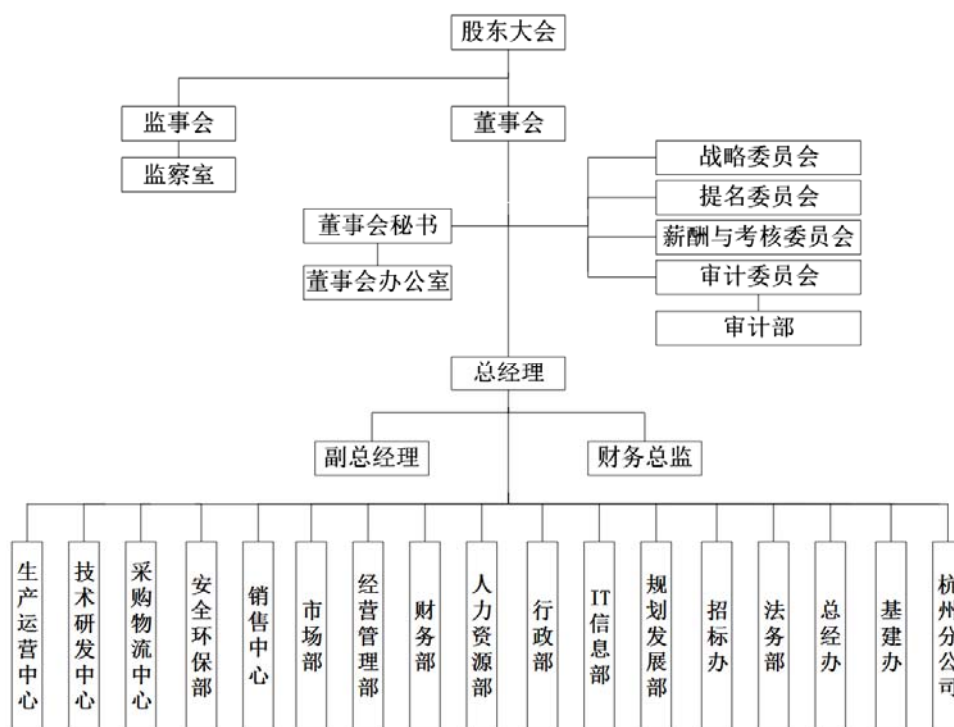 股东大会
监事会
董事会
监察室
战略委员会
提名委员会
董事会秘书
薪酬与考核委员会
董事会办公室
审计委员会
审计部
总经理
副总经理
财务总监
生产运营中心
技术研发中心
采购物流中心
安全环保部
销售中心
市场部
经营管理部
财务部
人力资源部
行政部
IT信息部
规划发展部
招标办
法务部
总经办
基建办
杭州分公司